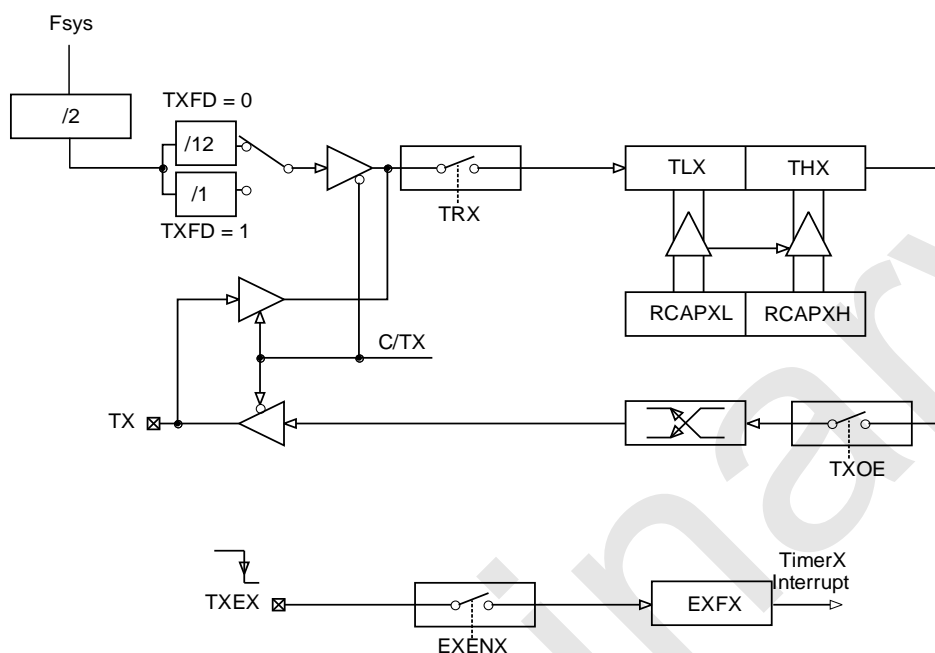 Fsys
/2
TXFD = 0
/12
/1
TXFD = 1
TRX
TLX
THX
RCAPXL
RCAPXH
C/TX
TX
TXOE
TXEX
EXENX
EXFX
TimerX
Interrupt
inary